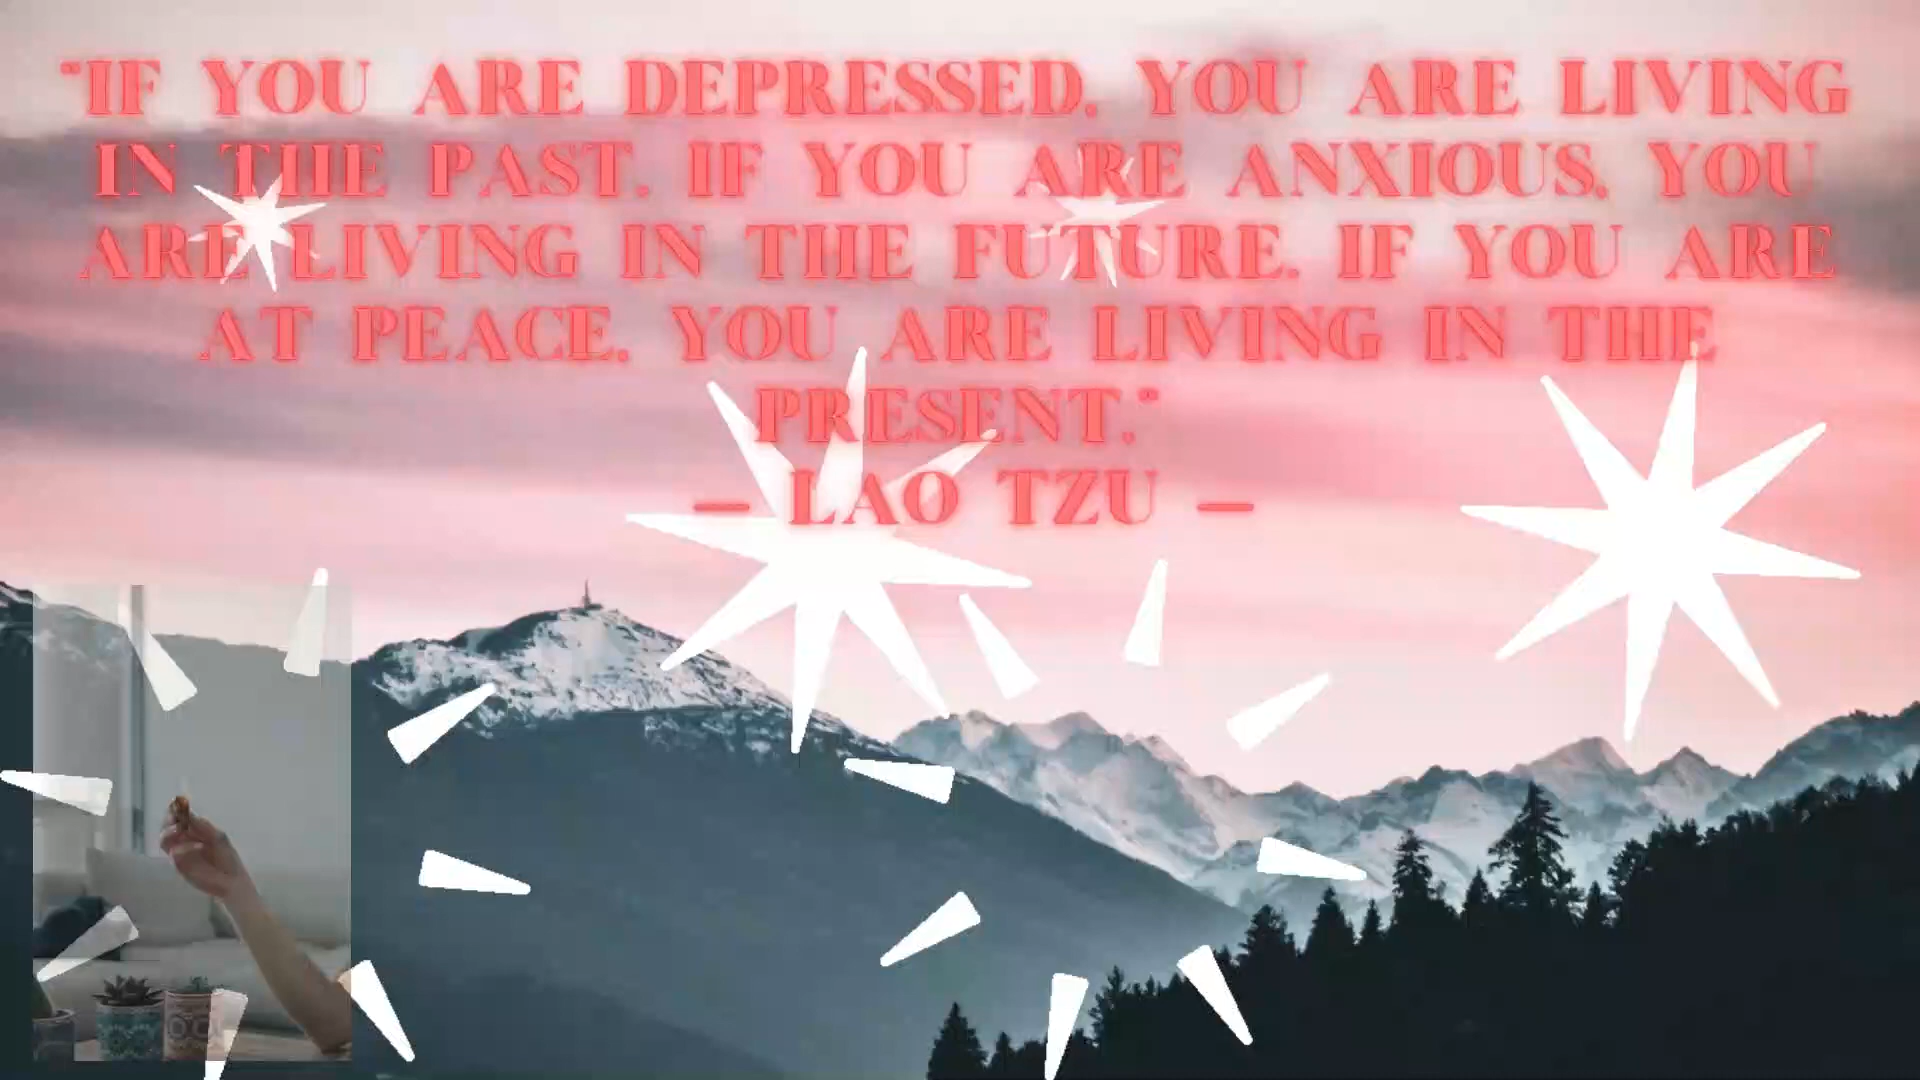 "IF YOU ARE DEPRESSED, YOU ARE LIVING
IN THE PAST. IF YOU ARE ANXIOUS, YOU
ARE LIVING IN THE FUTURE. IF YOU ARE
AT PEACE, YOU ARE LIVING IN THE
PRESENT."
— LAO TZU —